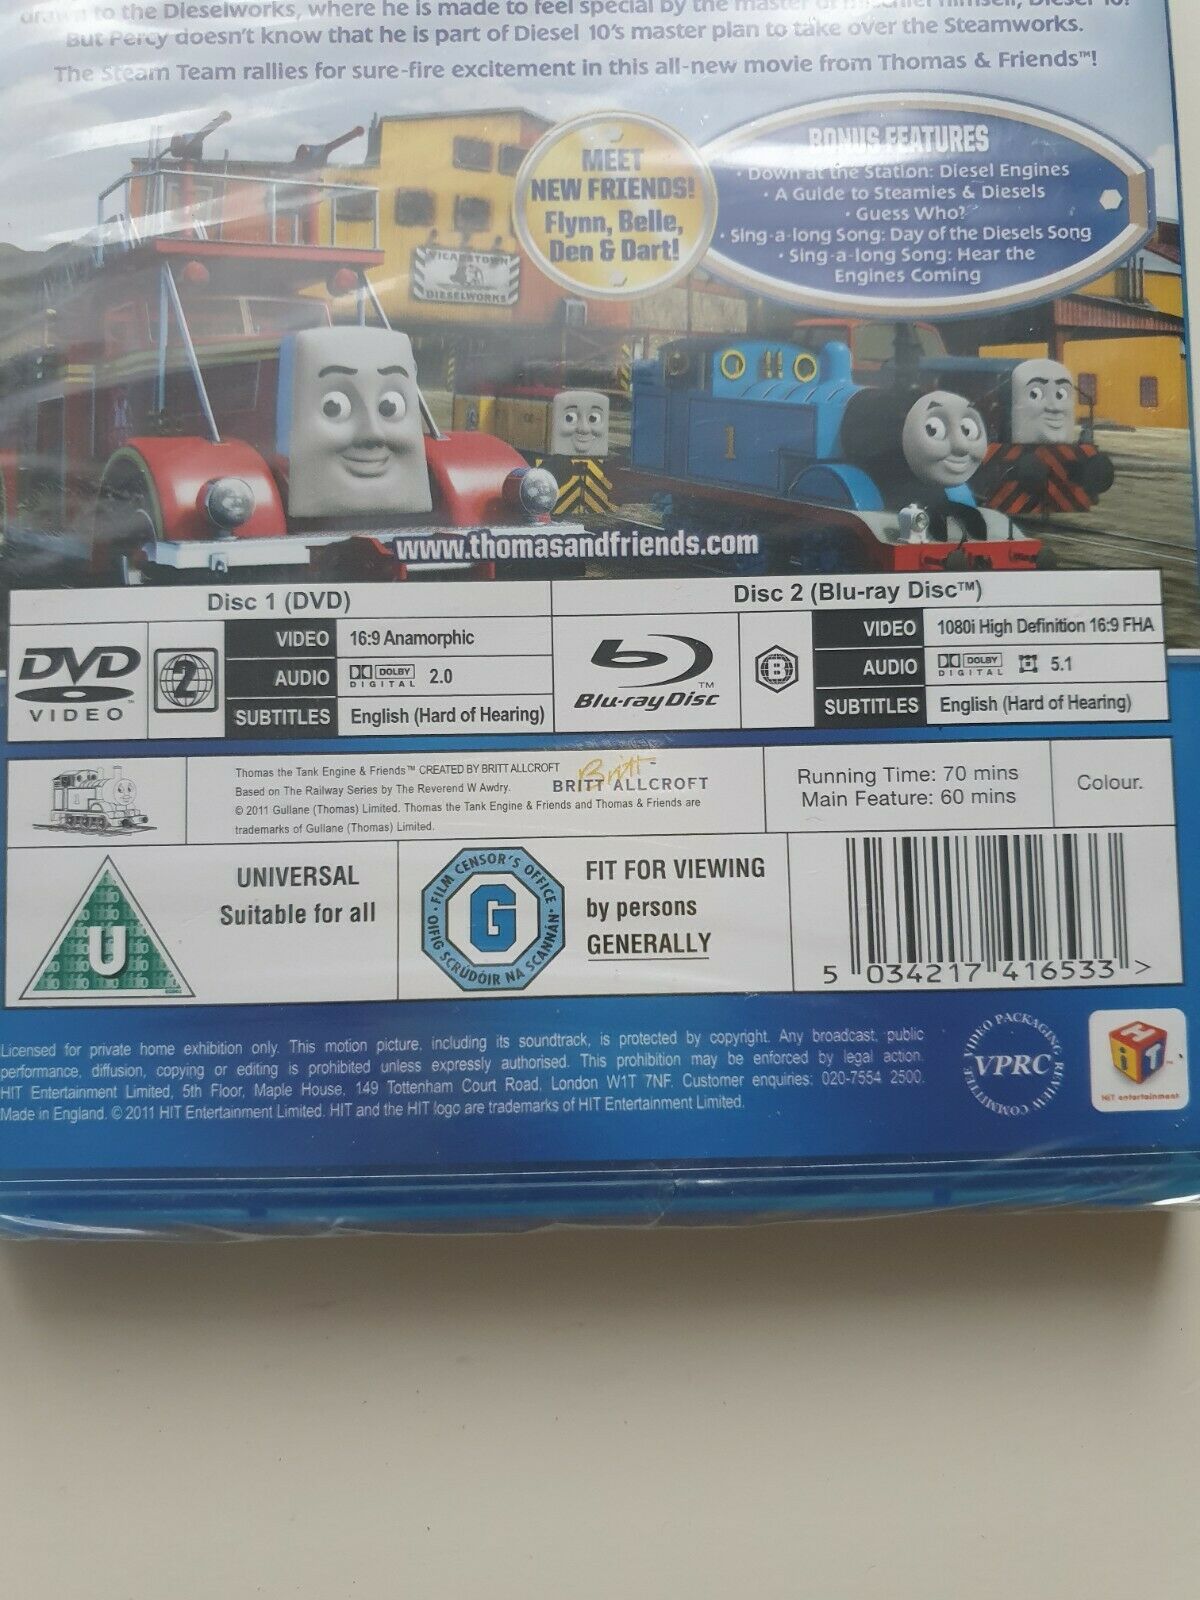 to the Dieselworks, where he is made to feel special by the master of mischief himself, Diesel 10!
But Percy doesn't know that he is part of Diesel 10's master plan to take over the Steamworks.
The Steam Team rallies for sure-fire excitement in this all-new movie from Thomas & Friends™!
MEET
NEW FRIENDS!
Flynn, Belle,
Den & Dart!
BONUS FEATURES
• Down at the Station: Diesel Engines
• A Guide to Steamies & Diesels
• Guess Who?
• Sing-a-long Song: Day of the Diesels Song
• Sing-a-long Song: Hear the
Engines Coming
VICARSTOWN
DIESELWORKS
1
www.thomasandfriends.com
Disc 1 (DVD)
DVD
VIDEO
2
VIDEO 16:9 Anamorphic
AUDIO DOLBY DIGITAL 2.0
SUBTITLES English (Hard of Hearing)
Disc 2 (Blu-ray Disc™)
Blu-ray Disc™
B
VIDEO 1080i High Definition 16:9 FHA
AUDIO DOLBY DIGITAL 5.1
SUBTITLES English (Hard of Hearing)
Thomas the Tank Engine & Friends™ CREATED BY BRITT ALLCROFT
Based on The Railway Series by The Reverend W Awdry.
© 2011 Gullane (Thomas) Limited. Thomas the Tank Engine & Friends and Thomas & Friends are
trademarks of Gullane (Thomas) Limited.
Britt
BRITT ALLCROFT
Running Time: 70 mins
Main Feature: 60 mins
Colour.
U
UNIVERSAL
Suitable for all
FILM CENSOR'S OFFICE
G
OIFIG SCRÚDÓIR NA SCANNÁN
FIT FOR VIEWING
by persons
GENERALLY
5 034217 416533 >
Licensed for private home exhibition only. This motion picture, including its soundtrack, is protected by copyright. Any broadcast, public
performance, diffusion, copying or editing is prohibited unless expressly authorised. This prohibition may be enforced by legal action.
HIT Entertainment Limited, 5th Floor, Maple House, 149 Tottenham Court Road, London W1T 7NF. Customer enquiries: 020-7554 2500.
Made in England. © 2011 HIT Entertainment Limited. HIT and the HIT logo are trademarks of HIT Entertainment Limited.
VIDEO PACKAGING REVIEW COMMITTEE
VPRC
HiT
HiT entertainment